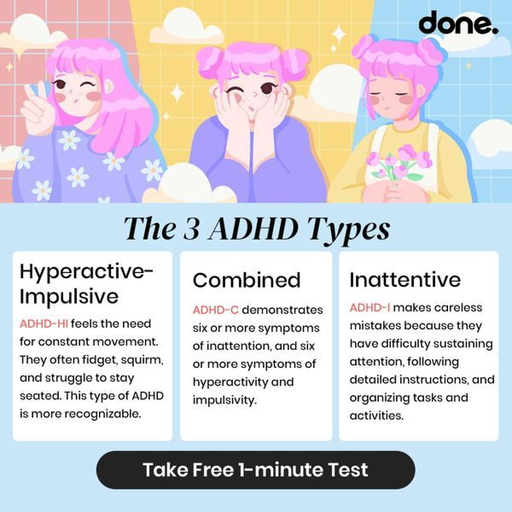 done.
The 3 ADHD Types
Hyperactive-
Impulsive
ADHD-HI feels the need
for constant movement.
They often fidget, squirm,
and struggle to stay
seated. This type of ADHD
is more recognizable.
Combined
ADHD-C demonstrates
six or more symptoms
of inattention, and six
or more symptoms of
hyperactivity and
impulsivity.
Inattentive
ADHD-I makes careless
mistakes because they
have difficulty sustaining
attention, following
detailed instructions, and
organizing tasks and
activities.
Take Free 1-minute Test